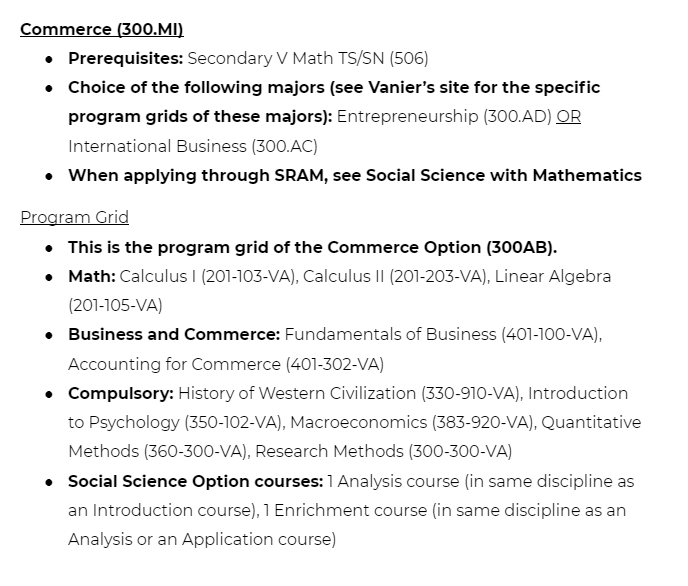 Commerce (300.MI)
• Prerequisites: Secondary V Math TS/SN (506)
• Choice of the following majors (see Vanier's site for the specific
program grids of these majors): Entrepreneurship (300.AD) OR
International Business (300.AC)
• When applying through SRAM, see Social Science with Mathematics
Program Grid
• This is the program grid of the Commerce Option (300AB).
• Math: Calculus I (201-103-VA), Calculus II (201-203-VA), Linear Algebra
(201-105-VA)
• Business and Commerce: Fundamentals of Business (401-100-VA),
Accounting for Commerce (401-302-VA)
• Compulsory: History of Western Civilization (330-910-VA), Introduction
to Psychology (350-102-VA), Macroeconomics (383-920-VA), Quantitative
Methods (360-300-VA), Research Methods (300-300-VA)
• Social Science Option courses: 1 Analysis course (in same discipline as
an Introduction course), 1 Enrichment course (in same discipline as an
Analysis or an Application course)